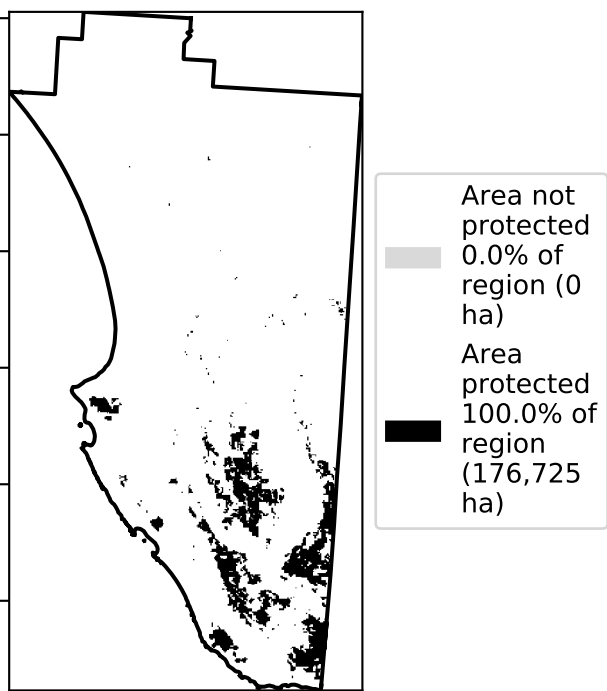 Area not
protected
0.0% of
region (0
ha)
Area
protected
100.0% of
region
(176,725
ha)